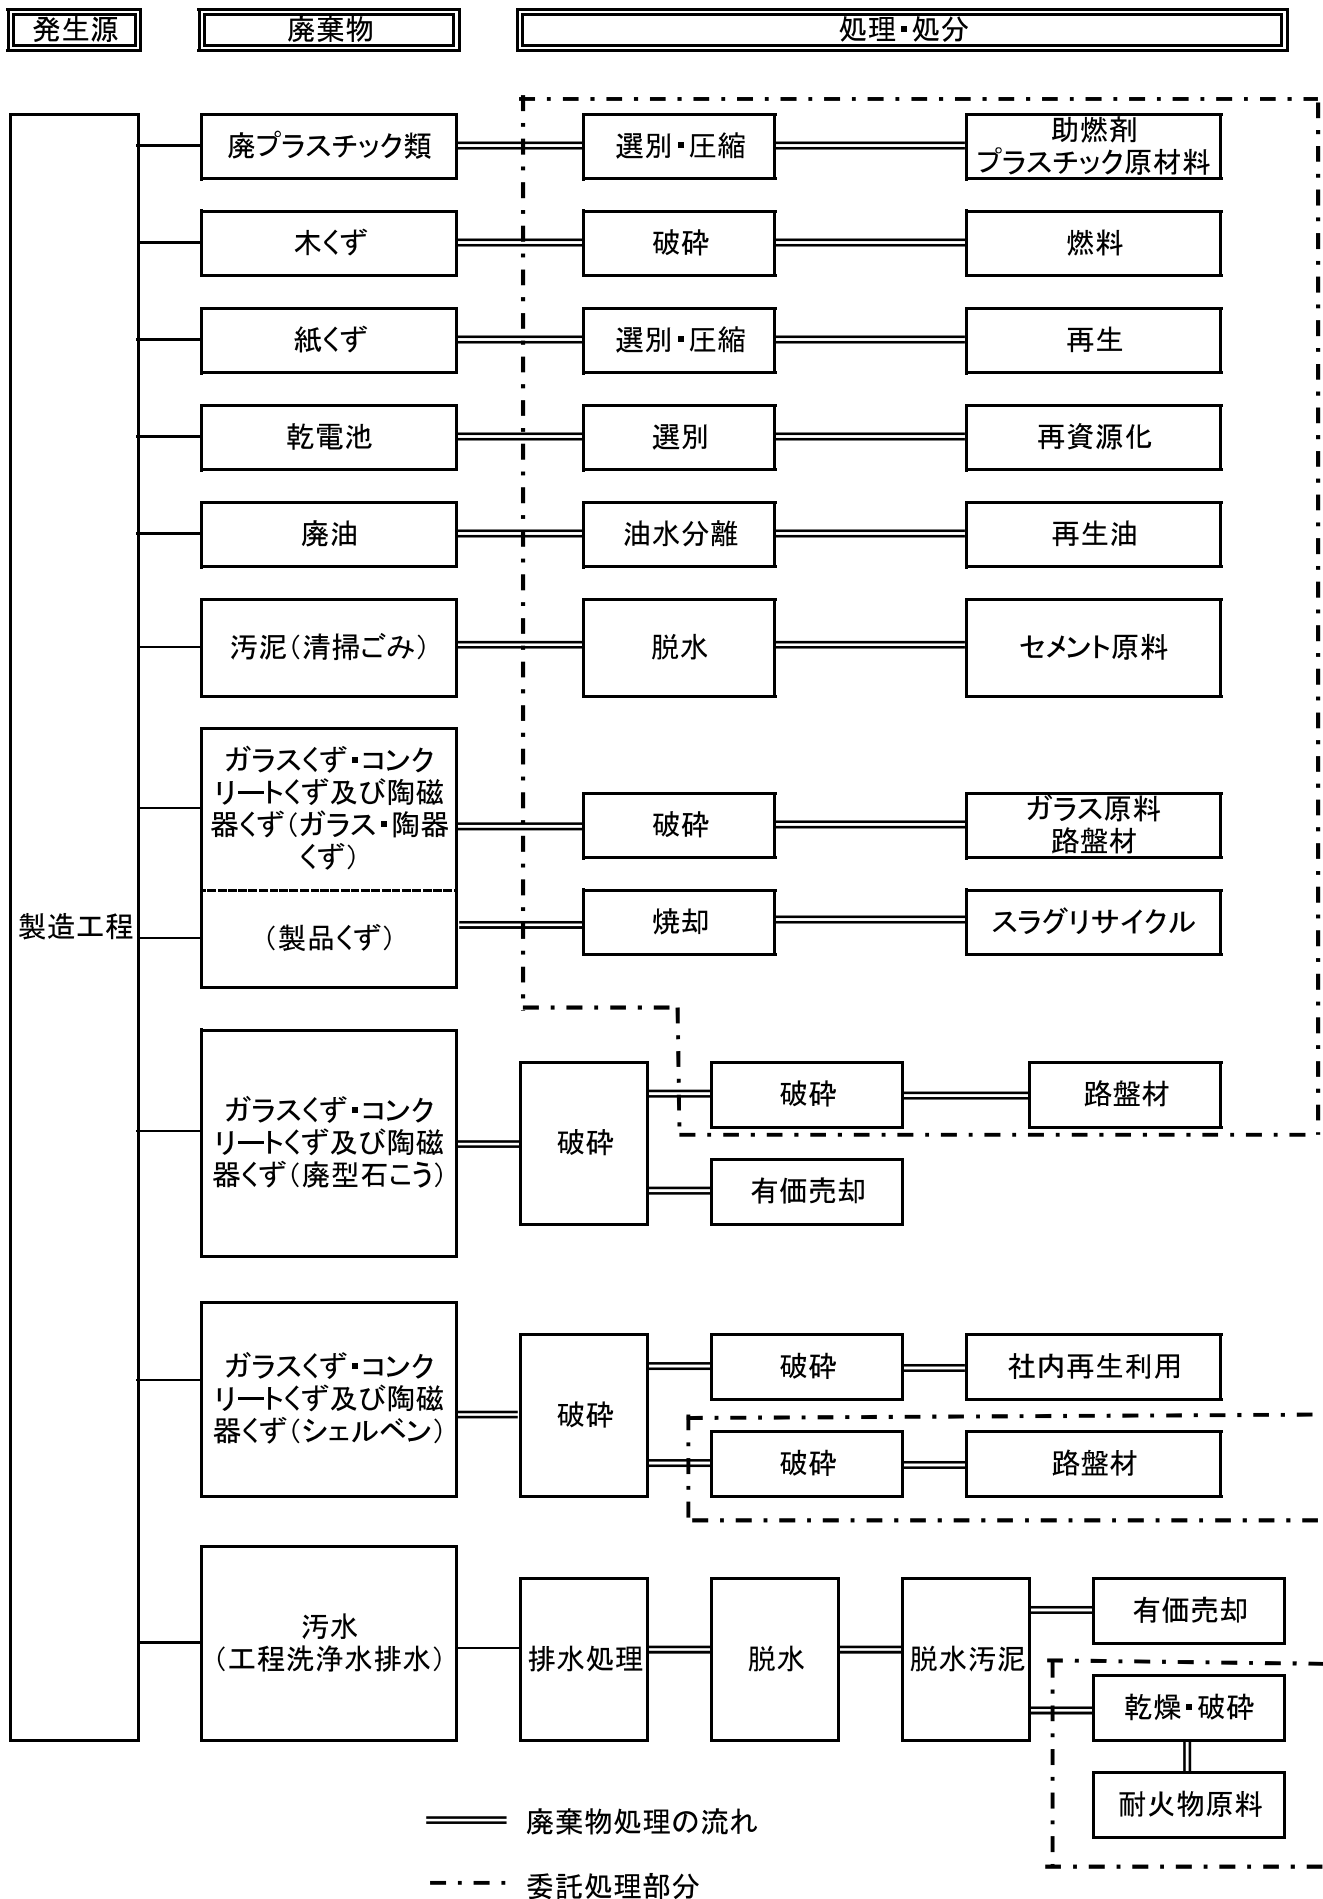 発生源
廃棄物
処理・処分
製造工程
廃プラスチック類
選別・圧縮
助燃剤
プラスチック原材料
木くず
破砕
燃料
紙くず
選別・圧縮
再生
乾電池
選別
再資源化
廃油
油水分離
再生油
汚泥（清掃ごみ）
脱水
セメント原料
ガラスくず・コンク
リートくず及び陶磁
器くず（ガラス・陶器
くず）
破砕
ガラス原料
路盤材
（製品くず）
焼却
スラグリサイクル
ガラスくず・コンク
リートくず及び陶磁
器くず（廃型石こう）
破砕
破砕
路盤材
有価売却
ガラスくず・コンク
リートくず及び陶磁
器くず（シェルベン）
破砕
破砕
社内再生利用
破砕
路盤材
汚水
（工程洗浄水排水）
排水処理
脱水
脱水汚泥
有価売却
乾燥・破砕
耐火物原料
廃棄物処理の流れ
委託処理部分